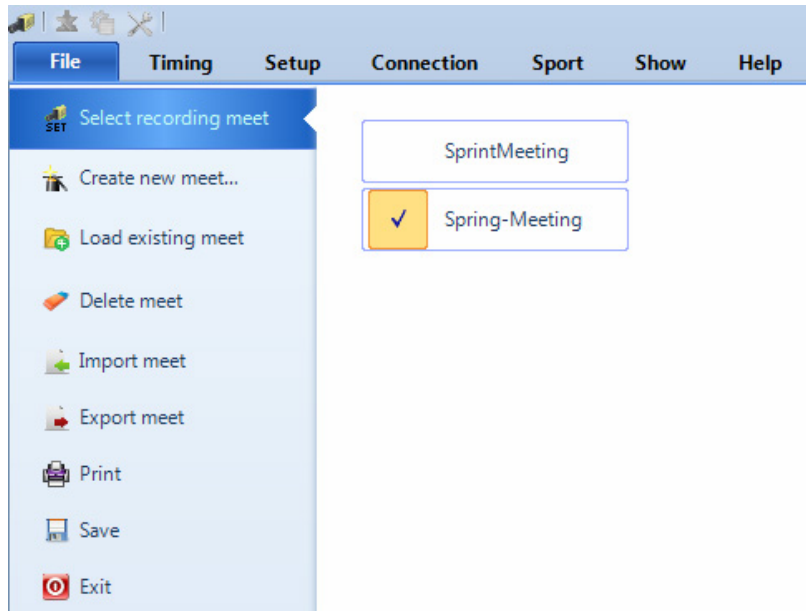 File Timing Setup Connection Sport Show Help
SET Select recording meet
SprintMeeting
Create new meet...
Spring-Meeting
Load existing meet
Delete meet
Import meet
Export meet
Print
Save
Exit